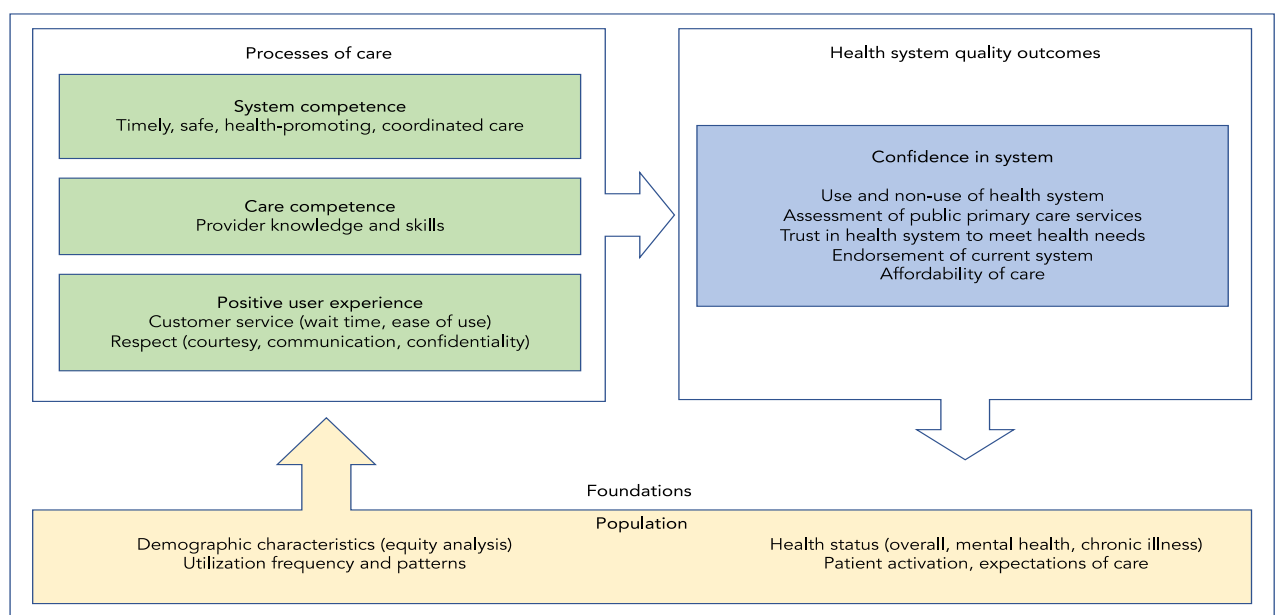 Processes of care
System competence
Timely, safe, health-promoting, coordinated care
Care competence
Provider knowledge and skills
Positive user experience
Customer service (wait time, ease of use)
Respect (courtesy, communication, confidentiality)
Health system quality outcomes
Confidence in system
Use and non-use of health system
Assessment of public primary care services
Trust in health system to meet health needs
Endorsement of current system
Affordability of care
Foundations
Population
Demographic characteristics (equity analysis)
Utilization frequency and patterns
Health status (overall, mental health, chronic illness)
Patient activation, expectations of care